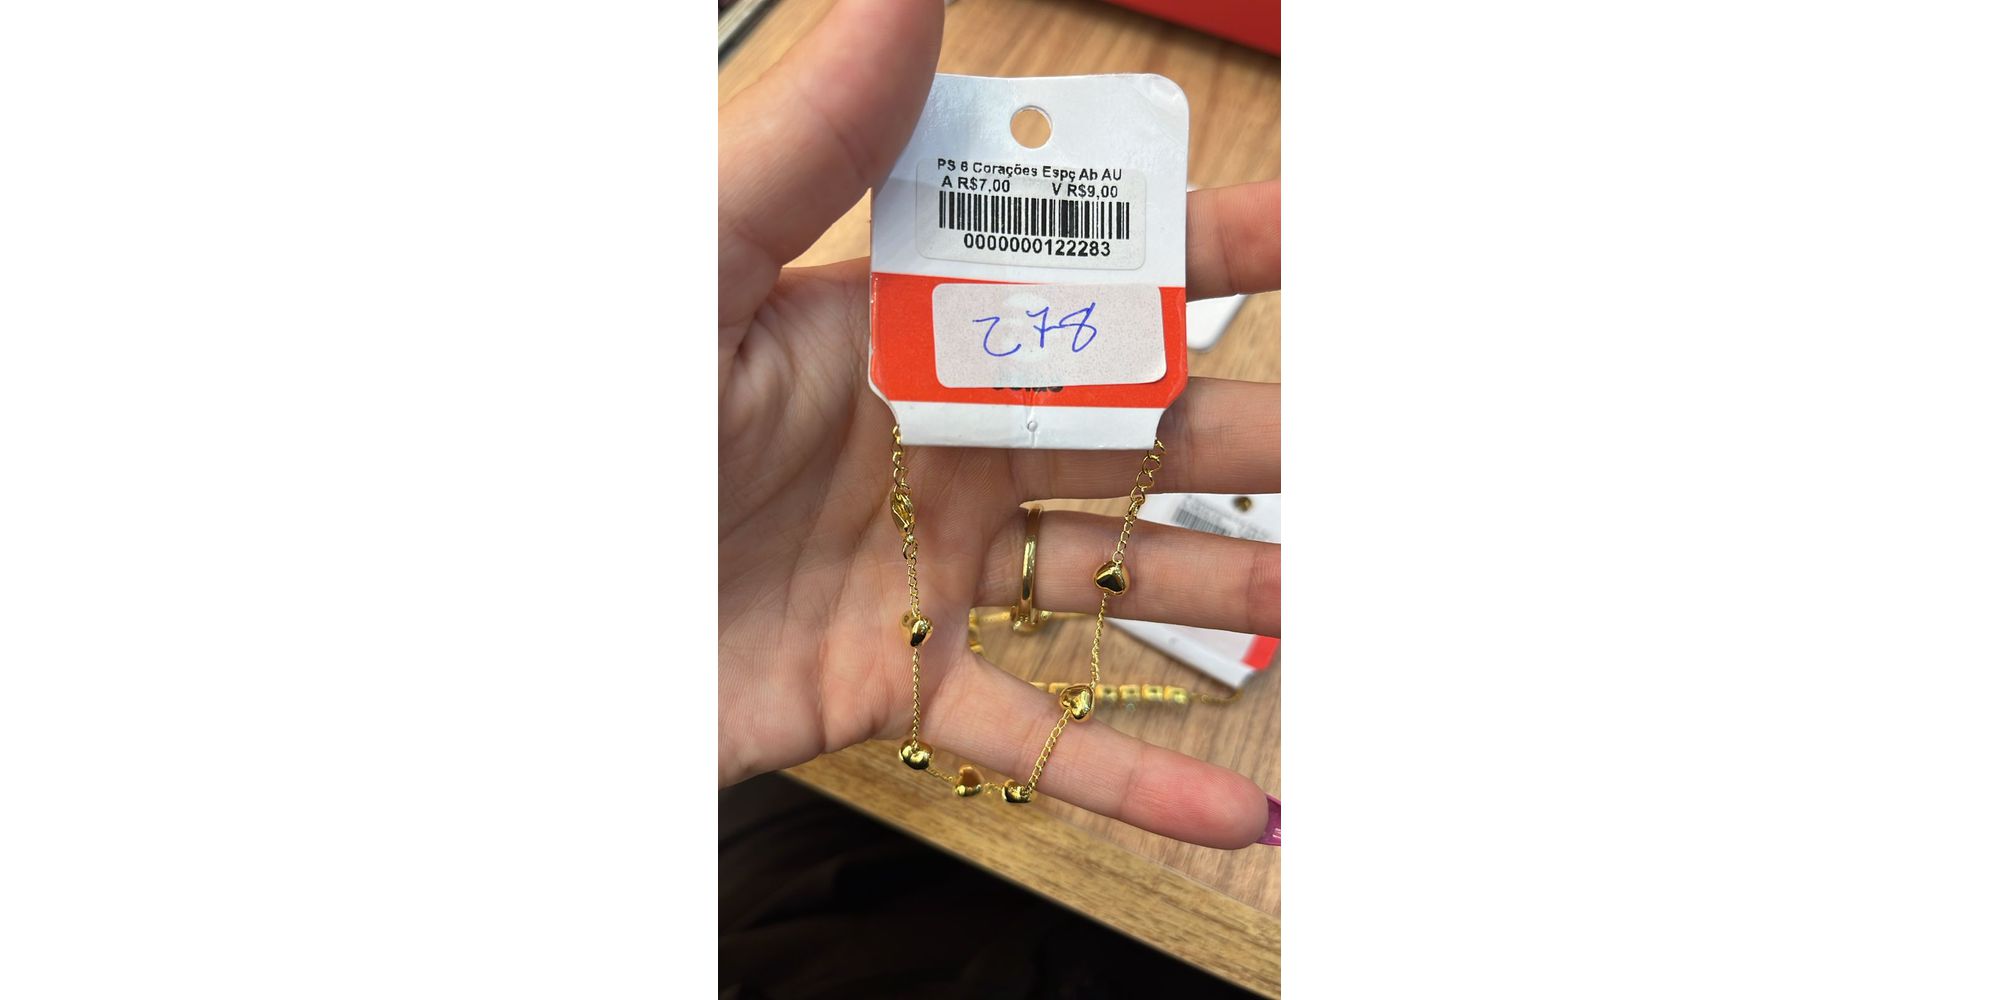 PS 6 Corações Espç Ab AU
A R$7,00 V R$9,00
0000000122283
278